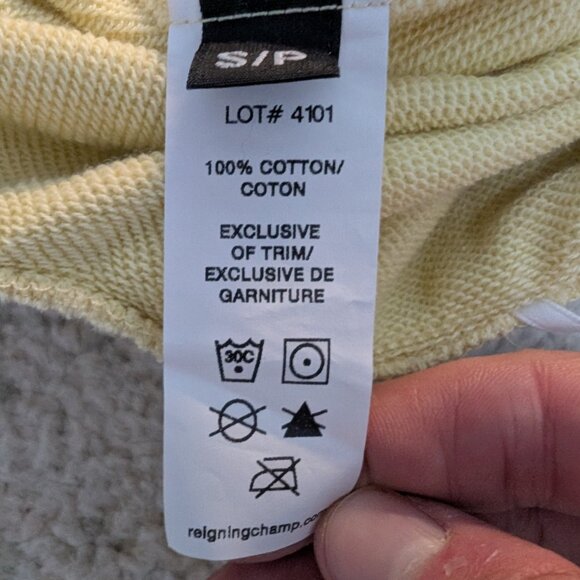 S/P
LOT# 4101
100% COTTON/
COTON
EXCLUSIVE
OF TRIM/
EXCLUSIVE DE
GARNITURE
30C
reigningchamp.co